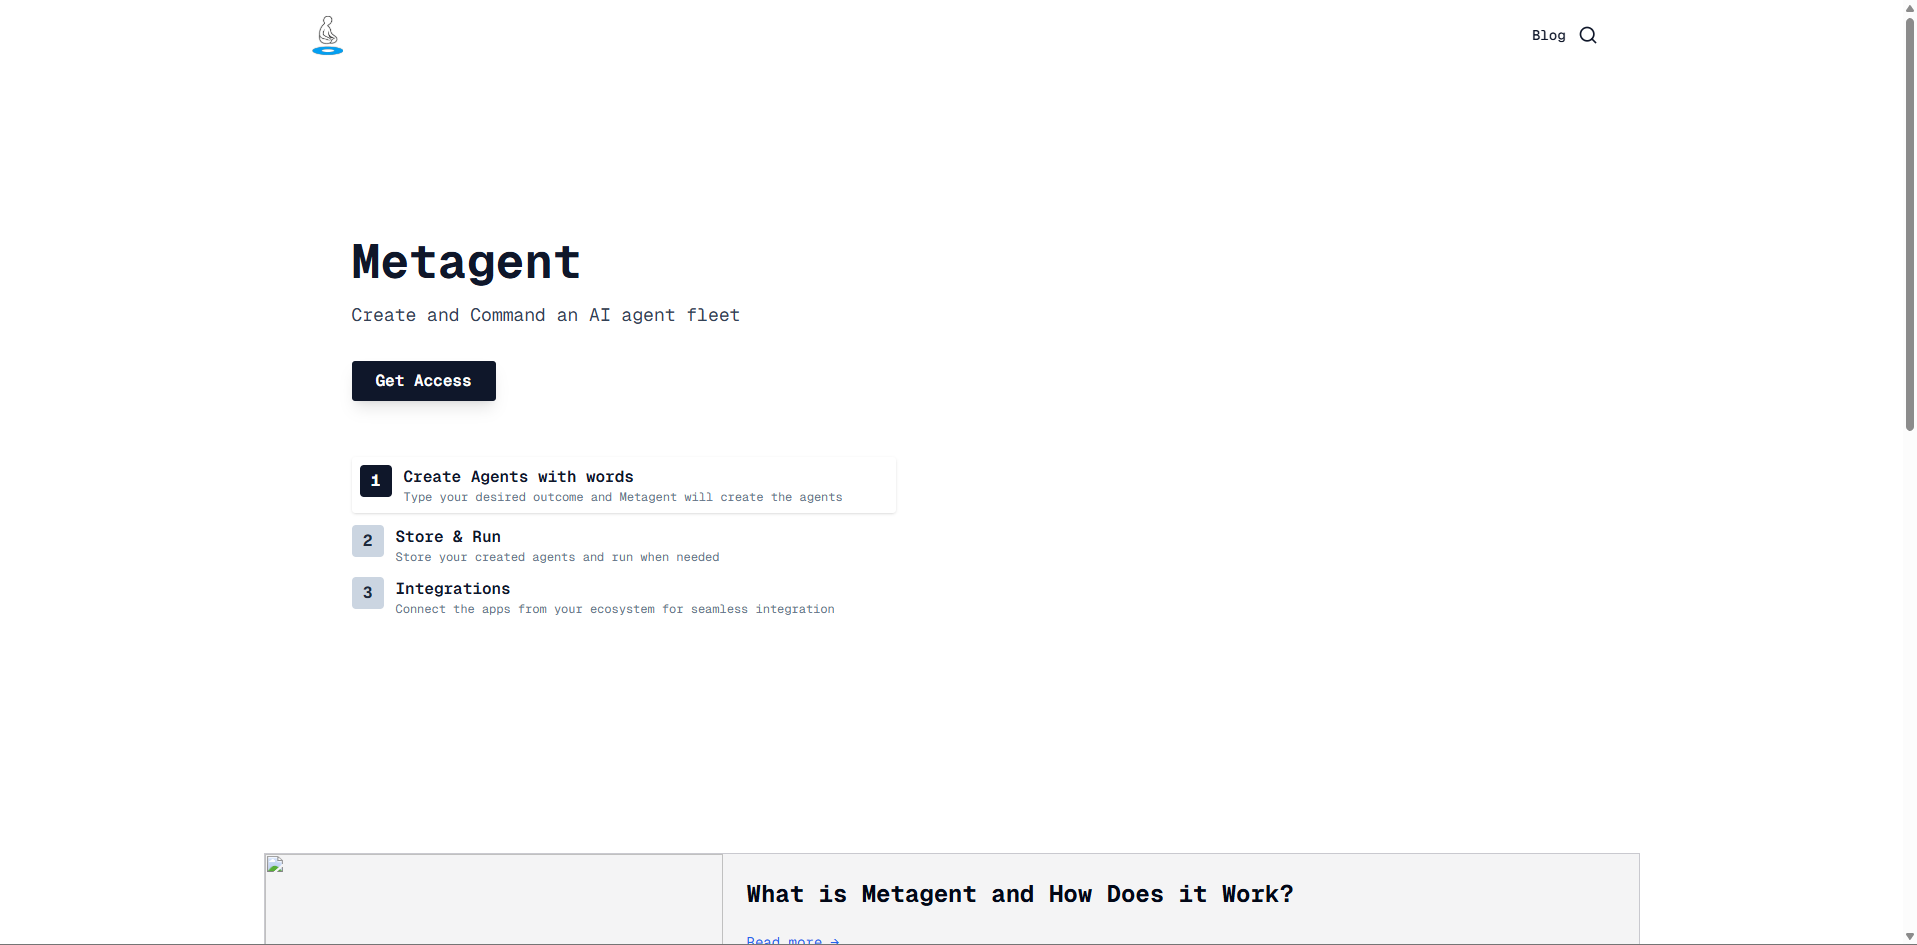 Blog
Metagent
Create and Command an AI agent fleet
Get Access
1
Create Agents with words
Type your desired outcome and Metagent will create the agents
2
Store & Run
Store your created agents and run when needed
3
Integrations
Connect the apps from your ecosystem for seamless integration
What is Metagent and How Does it Work?
Read more →